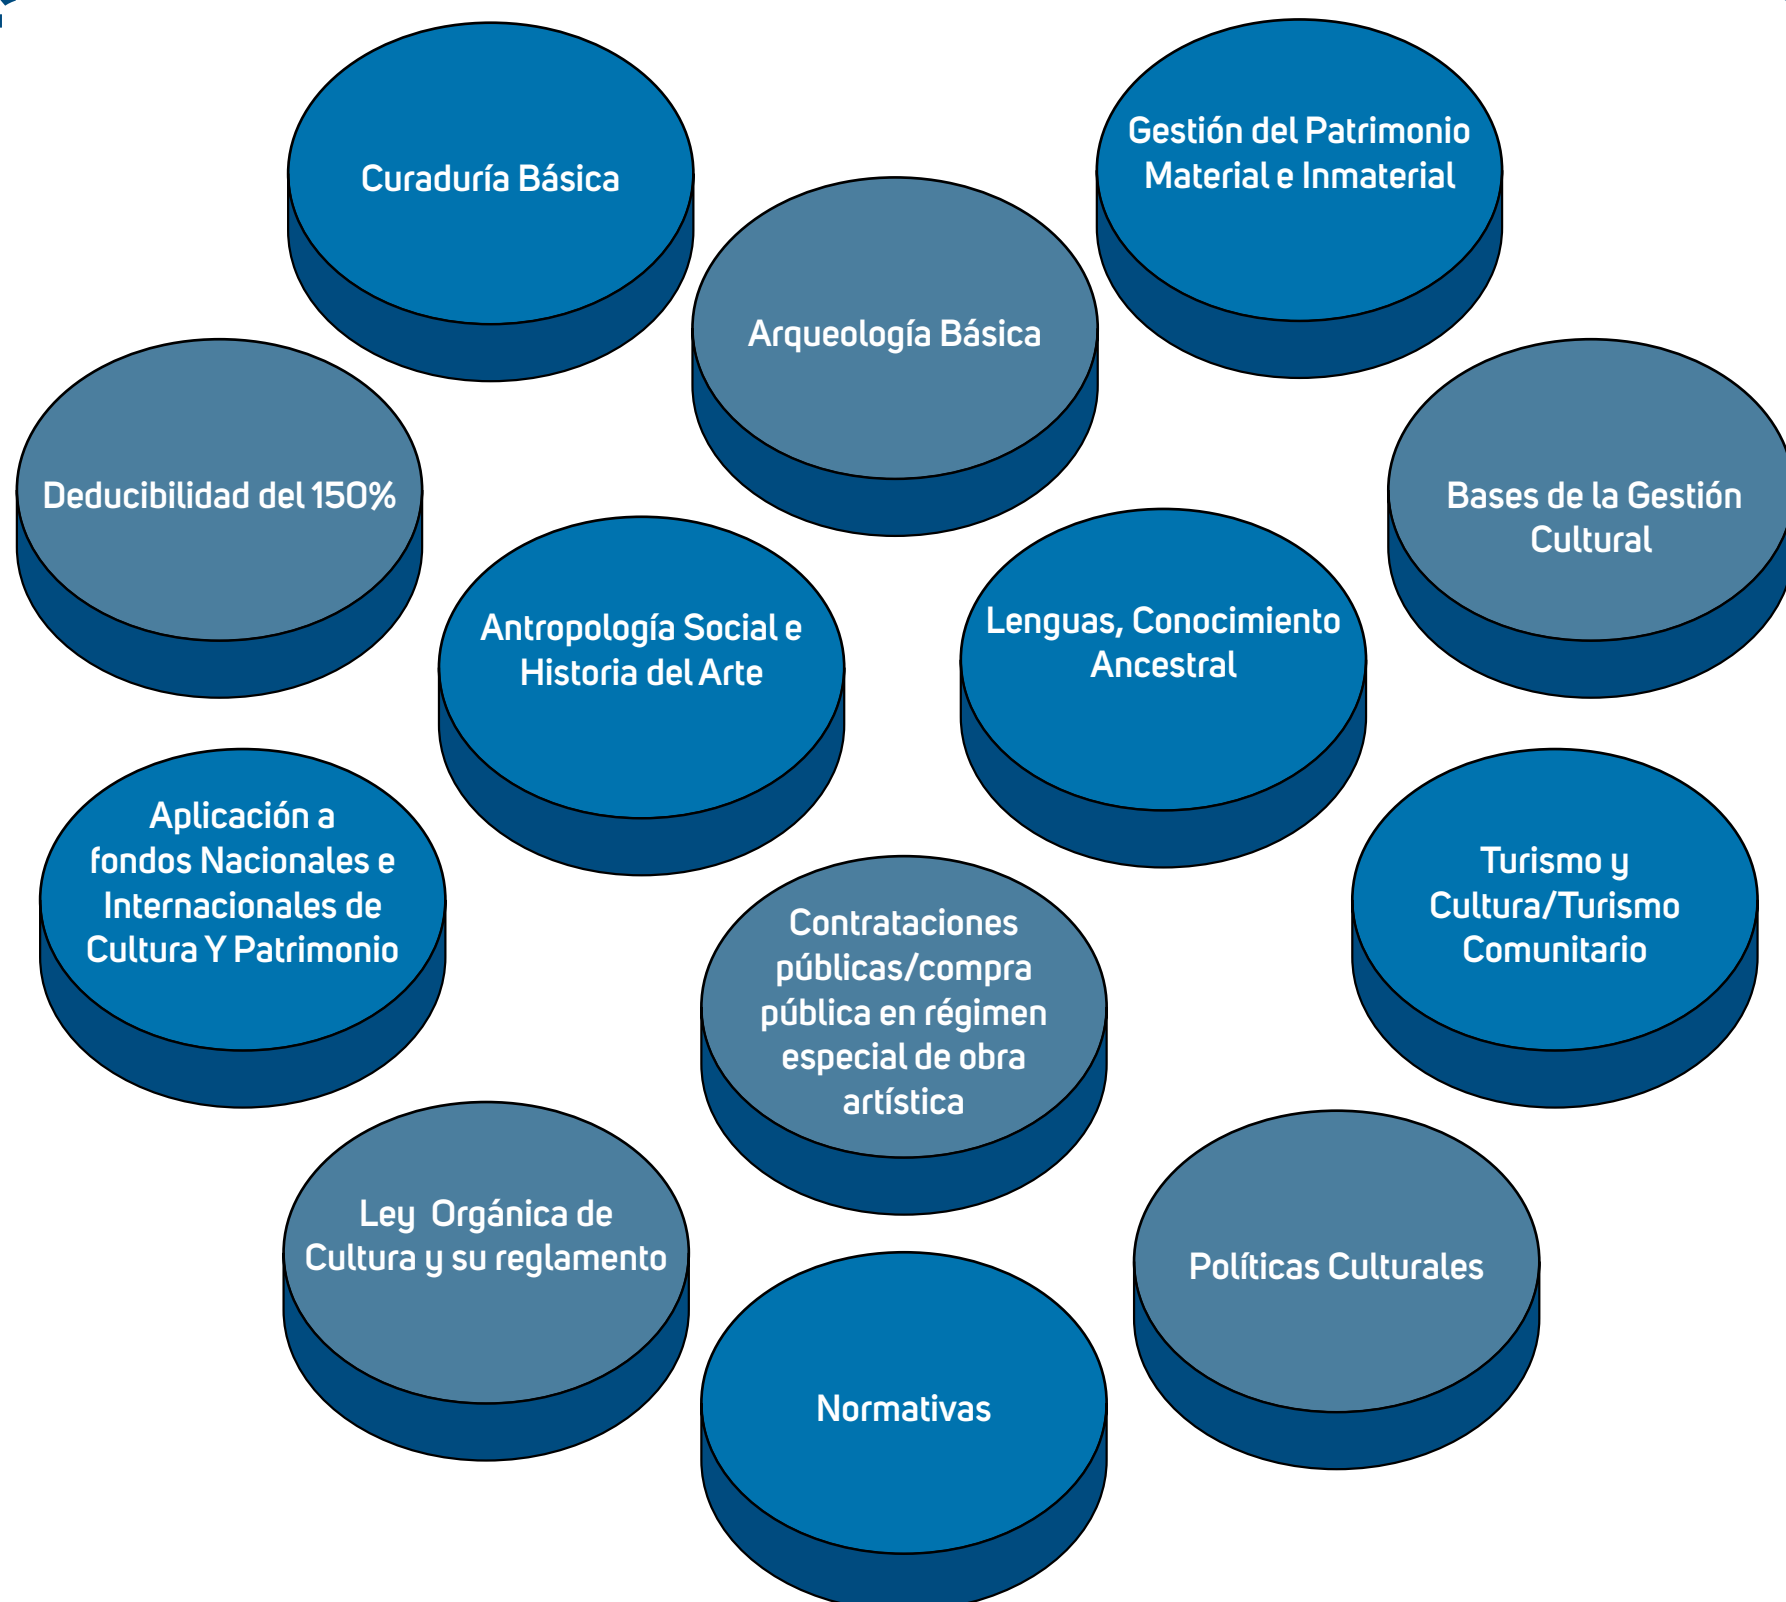 Curaduría Básica
Gestión del Patrimonio
Material e Inmaterial
Arqueología Básica
Deducibilidad del 150%
Bases de la Gestión
Cultural
Antropología Social e
Historia del Arte
Lenguas, Conocimiento
Ancestral
Aplicación a
fondos Nacionales e
Internacionales de
Cultura Y Patrimonio
Turismo y
Cultura/Turismo
Comunitario
Contrataciones
públicas/compra
pública en régimen
especial de obra
artística
Ley Orgánica de
Cultura y su reglamento
Políticas Culturales
Normativas